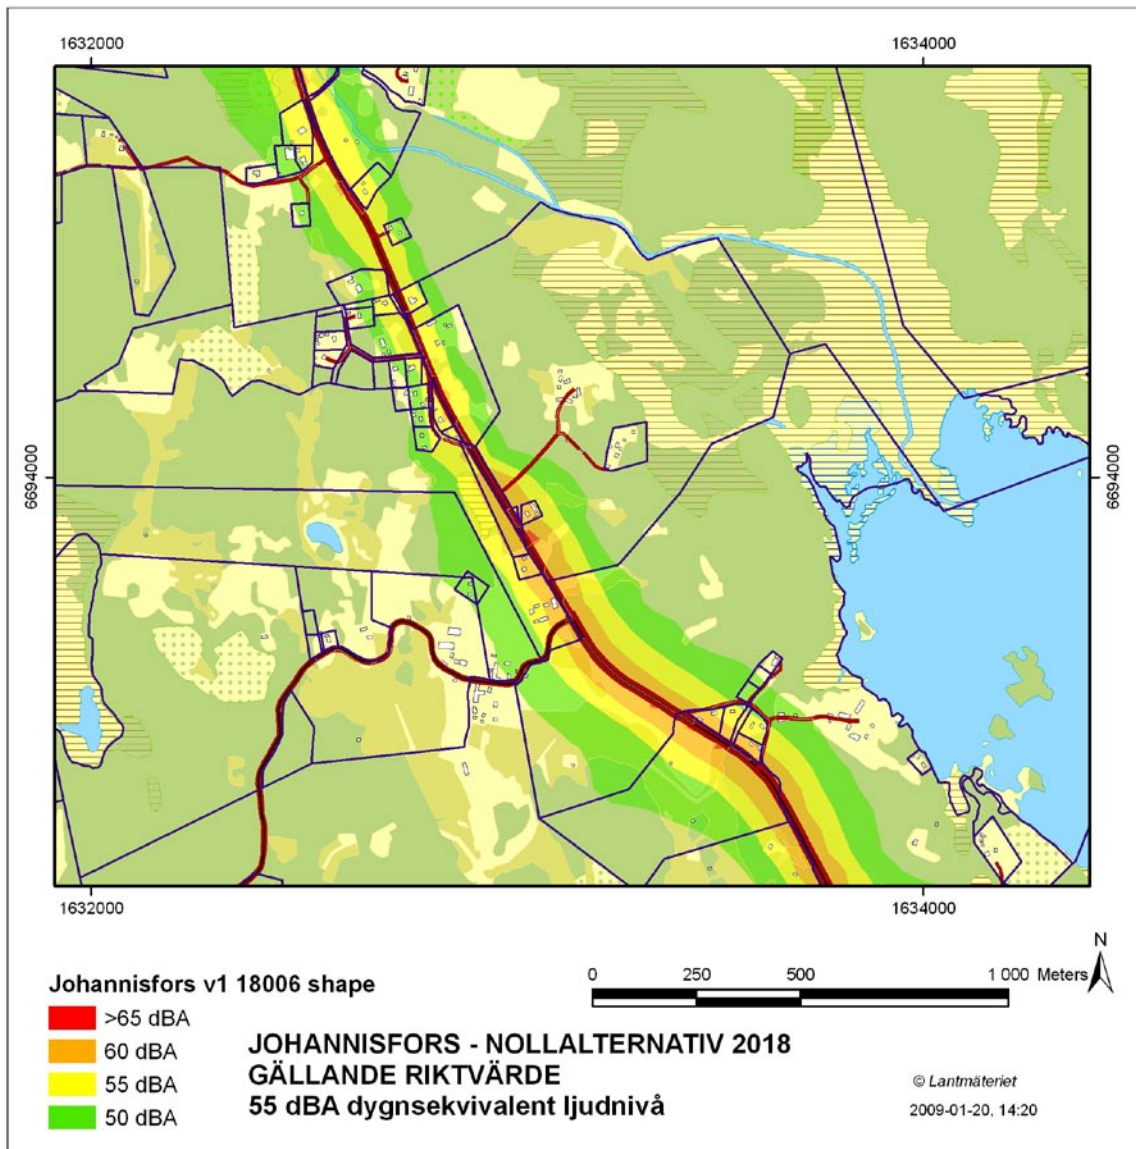 1632000
1634000
6694000
6694000
1632000
1634000
N
Johannisfors v1 18006 shape
0
250
500
1 000 Meters
>65 dBA
60 dBA
55 dBA
50 dBA
JOHANNISFORS - NOLLALTERNATIV 2018
GÄLLANDE RIKTVÄRDE
55 dBA dygnsekvivalent ljudnivå
© Lantmäteriet
2009-01-20, 14:20